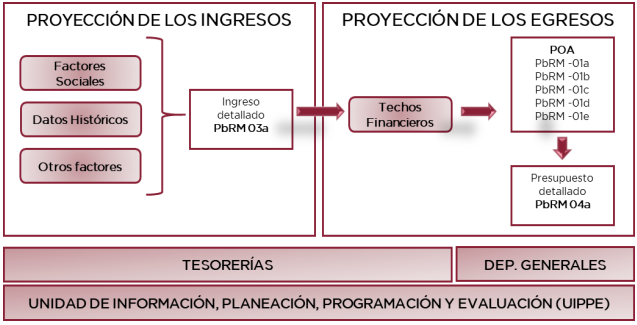 PROYECCIÓN DE LOS INGRESOS
Factores
Sociales
Datos Históricos
Otros factores
Ingreso
detallado
PbRM 03a
PROYECCIÓN DE LOS EGRESOS
Techos
Financieros
POA
PbRM -01a
PbRM -01b
PbRM -01c
PbRM -01d
PbRM -01e
Presupuesto
detallado
PbRM 04a
TESORERÍAS
DEP. GENERALES
UNIDAD DE INFORMACIÓN, PLANEACIÓN, PROGRAMACIÓN Y EVALUACIÓN (UIPPE)